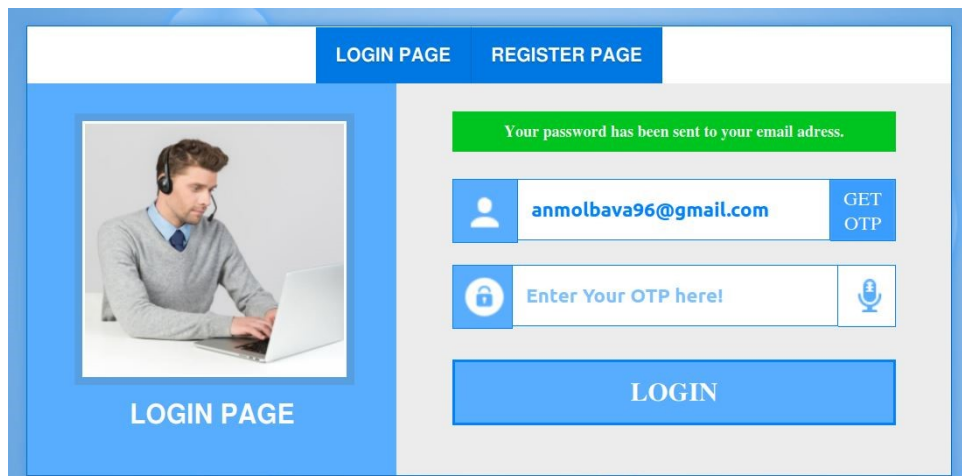 LOGIN PAGE REGISTER PAGE
Your password has been sent to your email adress.
anmolbava96@gmail.com
GET
OTP
Enter Your OTP here!
LOGIN
LOGIN PAGE